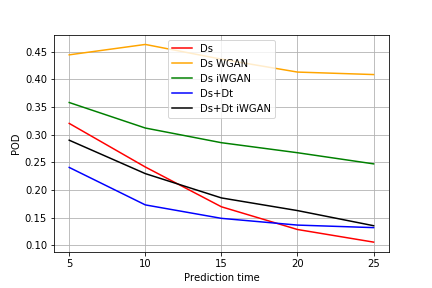 0.45
0.40
0.35
0.30
0.25
0.20
0.15
0.10
POD
Ds
Ds WGAN
Ds iWGAN
Ds+Dt
Ds+Dt iWGAN
5 10 15 20 25
Prediction time